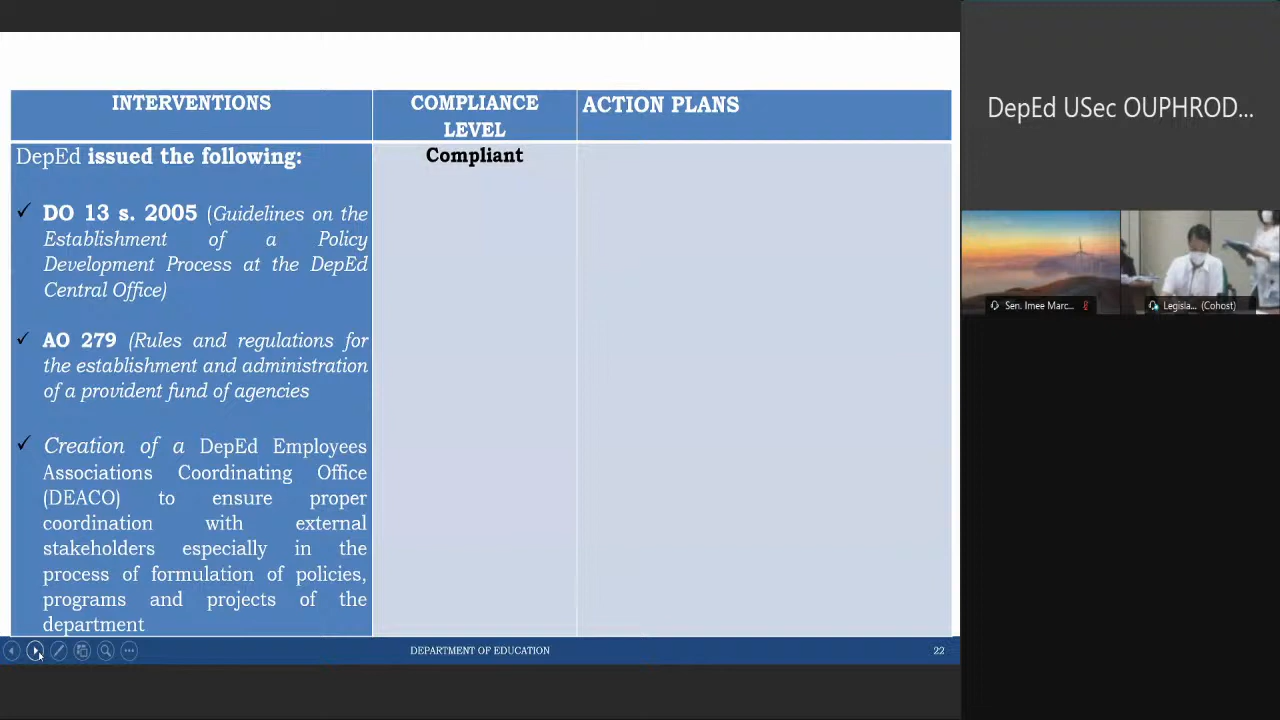 INTERVENTIONS
COMPLIANCE
LEVEL
ACTION PLANS
DepEd issued the following:
Compliant
✓ DO 13 s. 2005 (Guidelines on the
Establishment of a Policy
Development Process at the DepEd
Central Office)
✓ AO 279 (Rules and regulations for
the establishment and administration
of a provident fund of agencies
✓ Creation of a DepEd Employees
Associations Coordinating Office
(DEACO) to ensure proper
coordination with external
stakeholders especially in the
process of formulation of policies,
programs and projects of the
department
DEPARTMENT OF EDUCATION
22
DepEd USec OUPHROD...
Sen. Imee Marc...
Legisla... (Cohost)